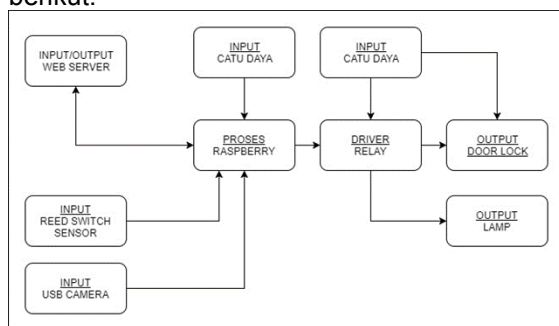 berikut:
INPUT/OUTPUT
WEB SERVER
INPUT
CATU DAYA
INPUT
CATU DAYA
PROSES
RASPBERRY
DRIVER
RELAY
OUTPUT
DOOR LOCK
INPUT
REED SWITCH
SENSOR
OUTPUT
LAMP
INPUT
USB CAMERA